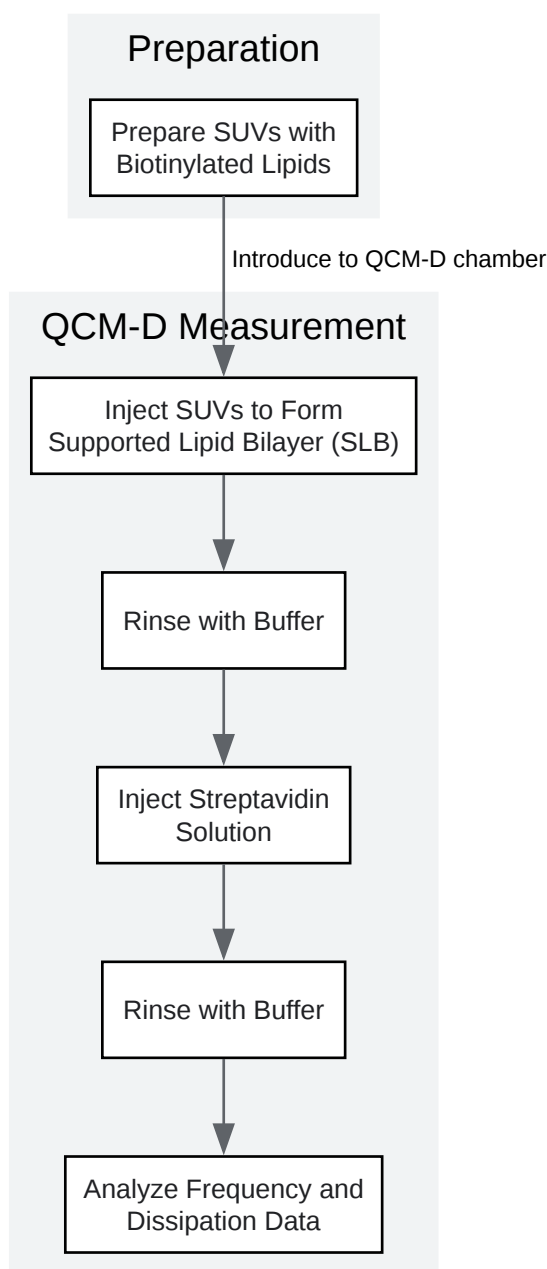 Preparation
Prepare SUVs with
Biotinylated Lipids
Introduce to QCM-D chamber
QCM-D Measurement
Inject SUVs to Form
Supported Lipid Bilayer (SLB)
Rinse with Buffer
Inject Streptavidin
Solution
Rinse with Buffer
Analyze Frequency and
Dissipation Data